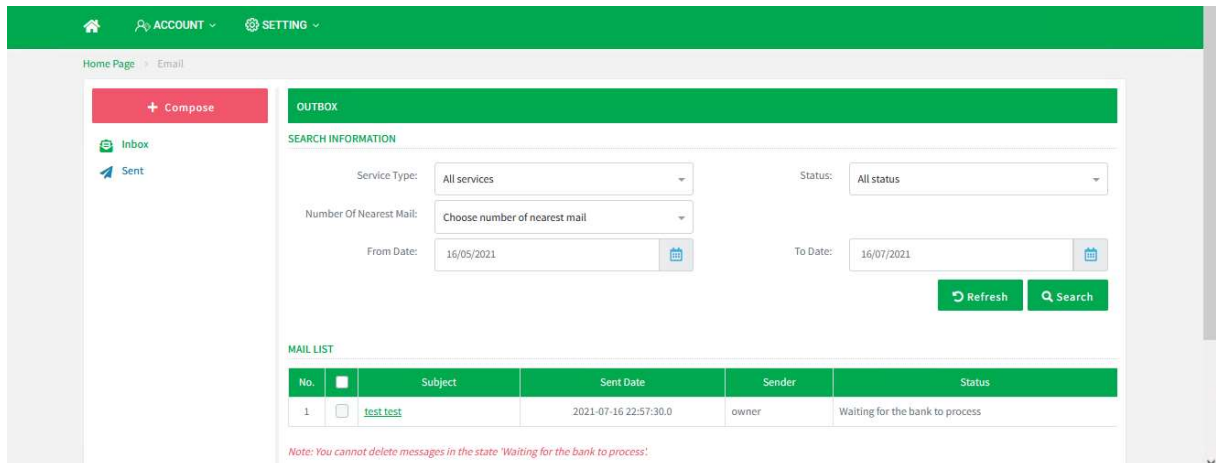 ACCOUNT SETTING
Home Page > Email
+ Compose
Inbox
Sent
OUTBOX
SEARCH INFORMATION
Service Type: All services Status: All status
Number Of Nearest Mail: Choose number of nearest mail
From Date: 16/05/2021 To Date: 16/07/2021
Refresh Search
MAIL LIST
No. Subject Sent Date Sender Status
1 test test 2021-07-16 22:57:30.0 owner Waiting for the bank to process
Note: You cannot delete messages in the state 'Waiting for the bank to process'.